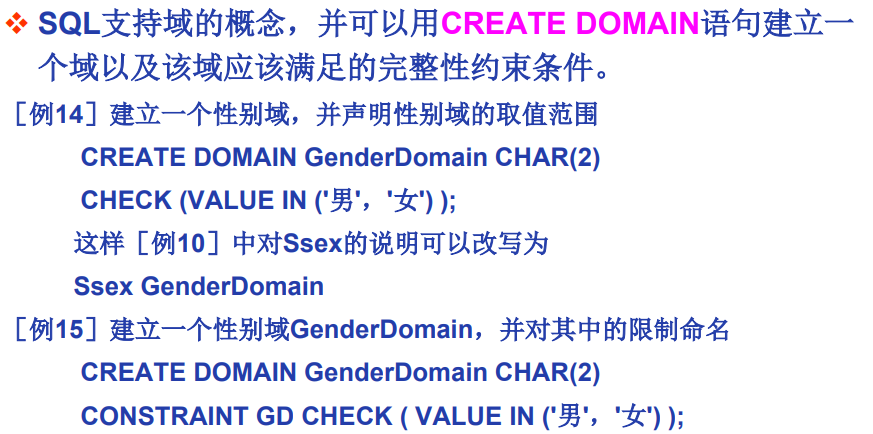 ❖ SQL支持域的概念，并可以用CREATE DOMAIN语句建立一
个域以及该域应该满足的完整性约束条件。
［例14］建立一个性别域，并声明性别域的取值范围
CREATE DOMAIN GenderDomain CHAR(2)
CHECK (VALUE IN ('男'，'女') );
这样［例10］中对Ssex的说明可以改写为
Ssex GenderDomain
［例15］建立一个性别域GenderDomain，并对其中的限制命名
CREATE DOMAIN GenderDomain CHAR(2)
CONSTRAINT GD CHECK ( VALUE IN ('男'，'女') );